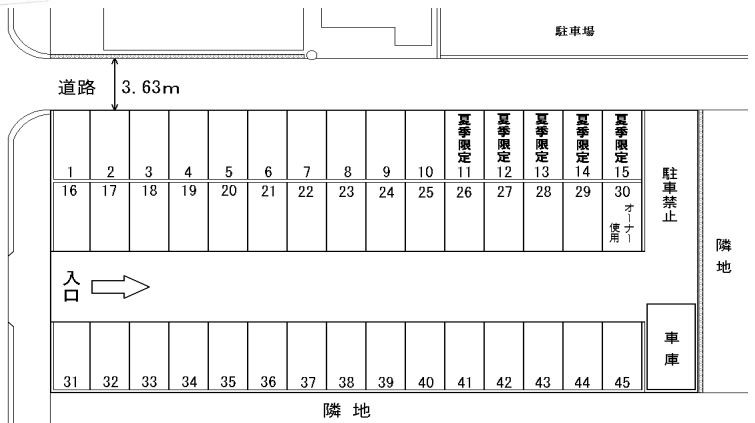 駐車場
道路 3.63m
夏季限定 夏季限定 夏季限定 夏季限定 夏季限定
1 2 3 4 5 6 7 8 9 10 11 12 13 14 15
16 17 18 19 20 21 22 23 24 25 26 27 28 29 30
オーナー
使用
駐車禁止
隣地
入口
車庫
31 32 33 34 35 36 37 38 39 40 41 42 43 44 45
隣地